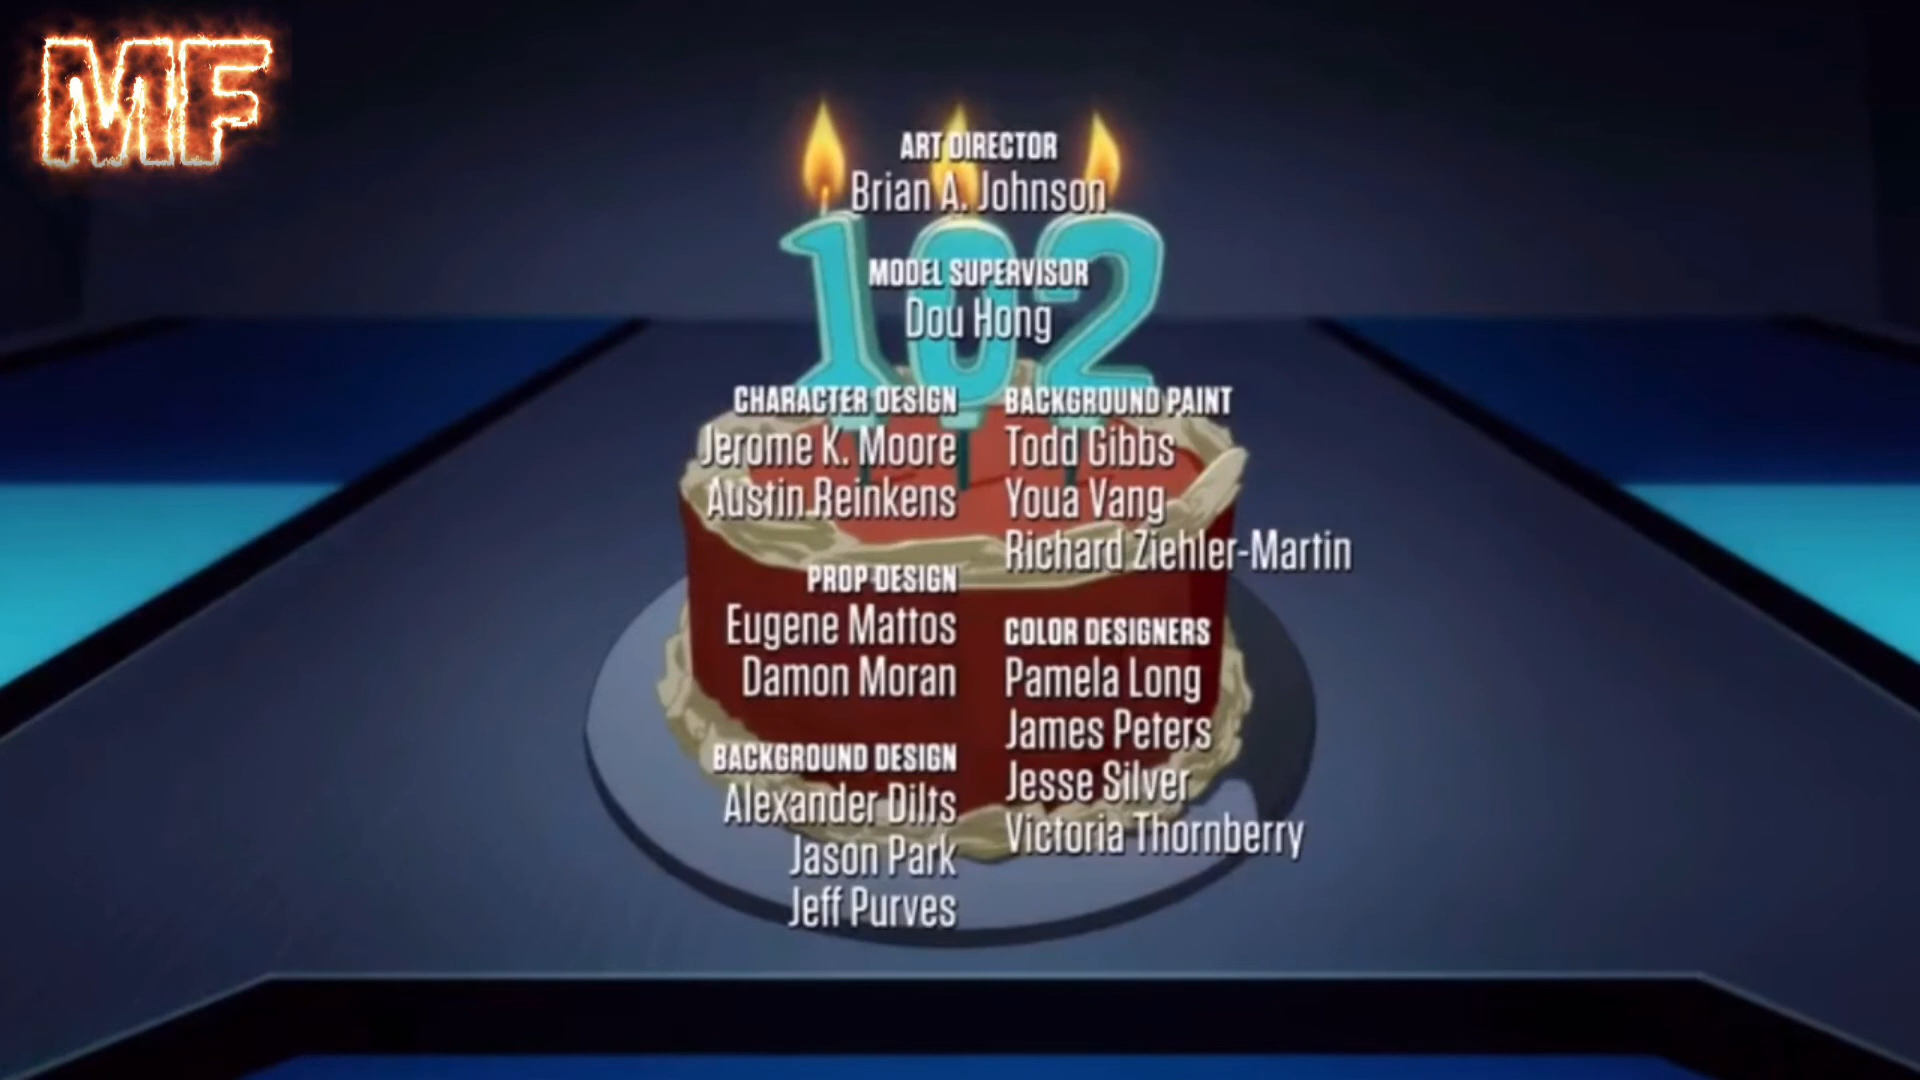 MF
ART DIRECTOR
Brian A. Johnson
102
MODEL SUPERVISOR
Dou Hong
CHARACTER DESIGN
Jerome K. Moore
Austin Reinkens
PROP DESIGN
Eugene Mattos
Damon Moran
BACKGROUND DESIGN
Alexander Dilts
Jason Park
Jeff Purves
BACKGROUND PAINT
Todd Gibbs
Youa Vang
Richard Ziehler-Martin
COLOR DESIGNERS
Pamela Long
James Peters
Jesse Silver
Victoria Thornberry